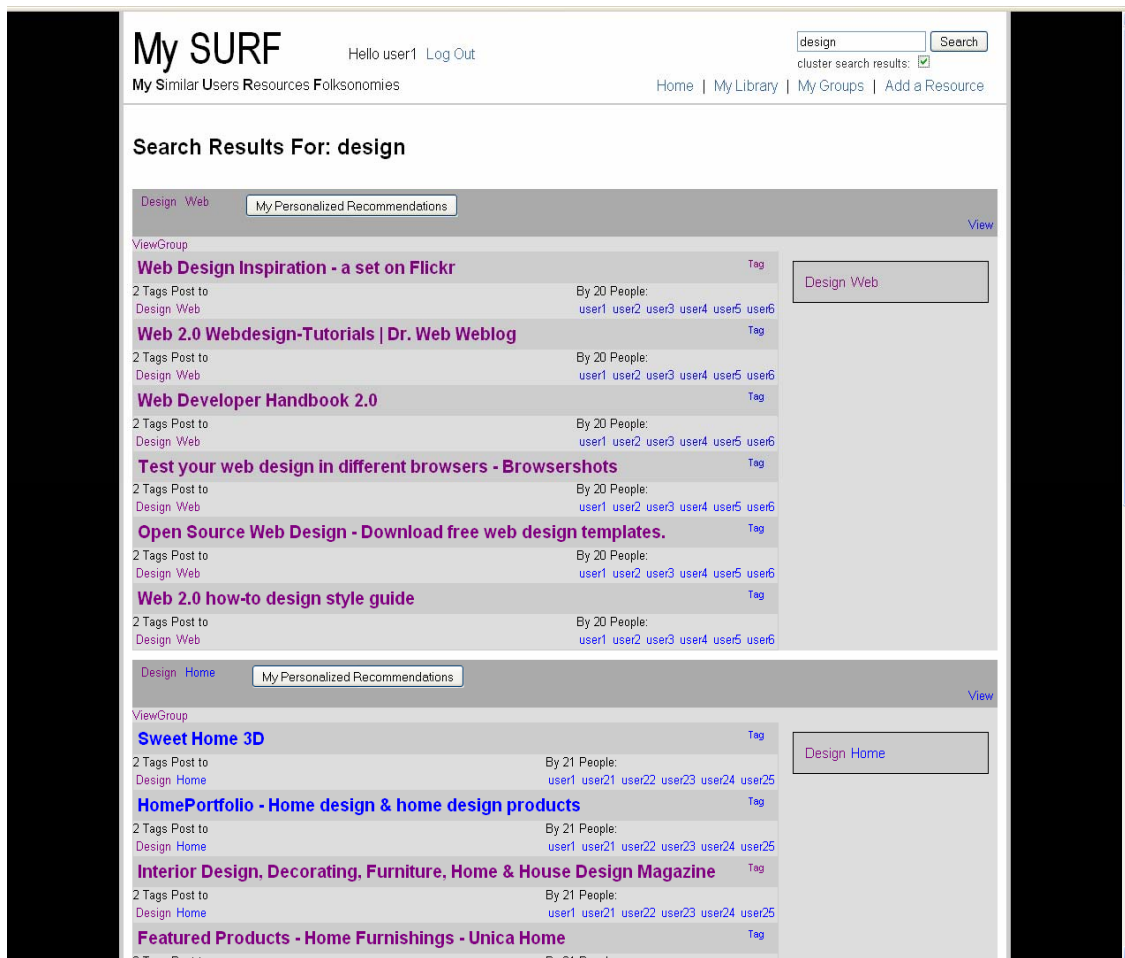 My SURF
Hello user1 Log Out
design Search
cluster search results:
My Similar Users Resources Folksonomies
Home | My Library | My Groups | Add a Resource
Search Results For: design
Design Web My Personalized Recommendations
View
ViewGroup
Web Design Inspiration - a set on Flickr Tag
Design Web
2 Tags Post to By 20 People:
Design Web user1 user2 user3 user4 user5 user6
Web 2.0 Webdesign-Tutorials | Dr. Web Weblog Tag
2 Tags Post to By 20 People:
Design Web user1 user2 user3 user4 user5 user6
Web Developer Handbook 2.0 Tag
2 Tags Post to By 20 People:
Design Web user1 user2 user3 user4 user5 user6
Test your web design in different browsers - Browsershots Tag
2 Tags Post to By 20 People:
Design Web user1 user2 user3 user4 user5 user6
Open Source Web Design - Download free web design templates. Tag
2 Tags Post to By 20 People:
Design Web user1 user2 user3 user4 user5 user6
Web 2.0 how-to design style guide Tag
2 Tags Post to By 20 People:
Design Web user1 user2 user3 user4 user5 user6
Design Home My Personalized Recommendations
View
ViewGroup
Sweet Home 3D Tag
Design Home
2 Tags Post to By 21 People:
Design Home user1 user21 user22 user23 user24 user25
HomePortfolio - Home design & home design products Tag
2 Tags Post to By 21 People:
Design Home user1 user21 user22 user23 user24 user25
Interior Design, Decorating, Furniture, Home & House Design Magazine Tag
2 Tags Post to By 21 People:
Design Home user1 user21 user22 user23 user24 user25
Featured Products - Home Furnishings - Unica Home Tag